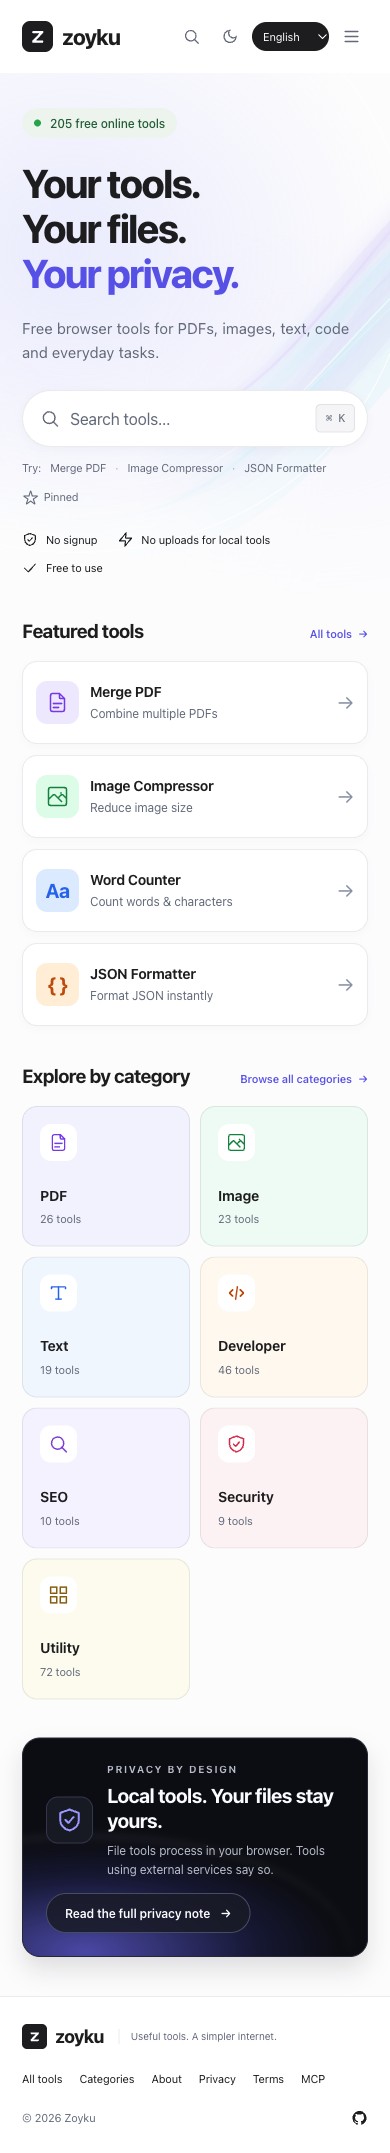 zoyku
English
205 free online tools
Your tools.
Your files.
Your privacy.
Free browser tools for PDFs, images, text, code
and everyday tasks.
Search tools...
⌘ K
Try: Merge PDF · Image Compressor · JSON Formatter
Pinned
No signup
No uploads for local tools
Free to use
Featured tools
All tools →
Merge PDF
Combine multiple PDFs
Image Compressor
Reduce image size
Aa
Word Counter
Count words & characters
{ }
JSON Formatter
Format JSON instantly
Explore by category
Browse all categories →
PDF
26 tools
Image
23 tools
Text
19 tools
Developer
46 tools
SEO
10 tools
Security
9 tools
Utility
72 tools
PRIVACY BY DESIGN
Local tools. Your files stay
yours.
File tools process in your browser. Tools
using external services say so.
Read the full privacy note →
zoyku
Useful tools. A simpler internet.
All tools Categories About Privacy Terms MCP
© 2026 Zoyku